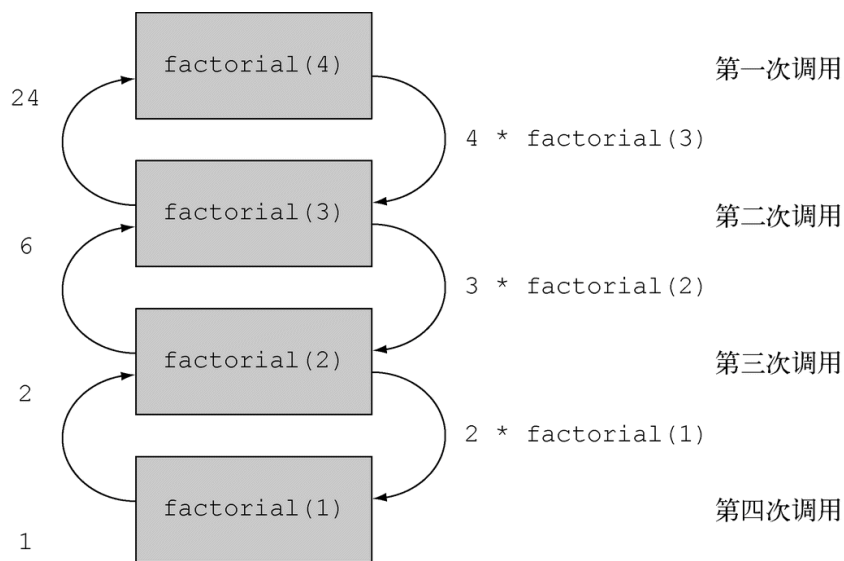 factorial(4)
第一次调用
24
4 * factorial(3)
factorial(3)
第二次调用
6
3 * factorial(2)
factorial(2)
第三次调用
2
2 * factorial(1)
factorial(1)
第四次调用
1